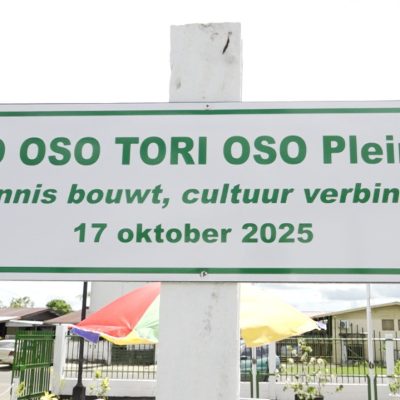 OSO TORI OSO Plei
nnis bouwt, cultuur verbin
17 oktober 2025